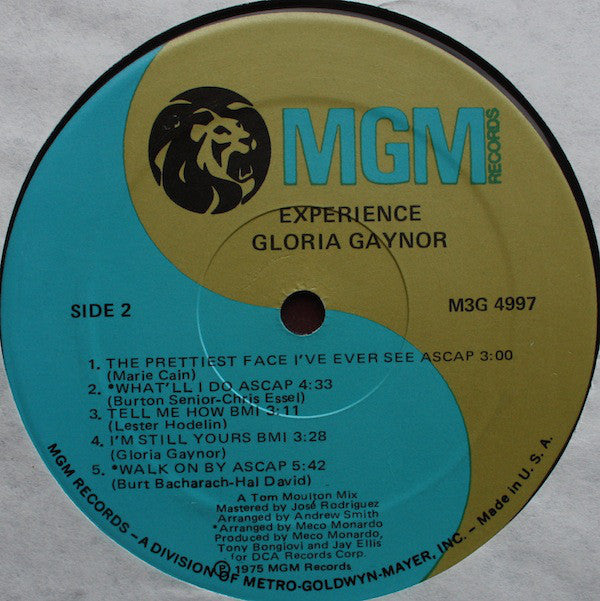 MGM
RECORDS
EXPERIENCE
GLORIA GAYNOR
SIDE 2
M3G 4997
1. THE PRETTIEST FACE I'VE EVER SEE ASCAP 3:00
(Marie Cain)
2. *WHAT'LL I DO ASCAP 4:33
(Burton Senior-Chris Essel)
3. TELL ME HOW BMI 3:11
(Lester Hodelin)
4. I'M STILL YOURS BMI 3:28
(Gloria Gaynor)
5. *WALK ON BY ASCAP 5:42
(Burt Bacharach-Hal David)
A Tom Moulton Mix
Mastered by José Rodriguez
Arranged by Andrew Smith
*Arranged by Meco Monardo
Produced by Meco Monardo,
Tony Bongiovi and Jay Ellis
for DCA Records Corp.
Ⓟ 1975 MGM Records
MGM RECORDS – A DIVISION OF METRO-GOLDWYN-MAYER, INC. – Made in U. S. A.